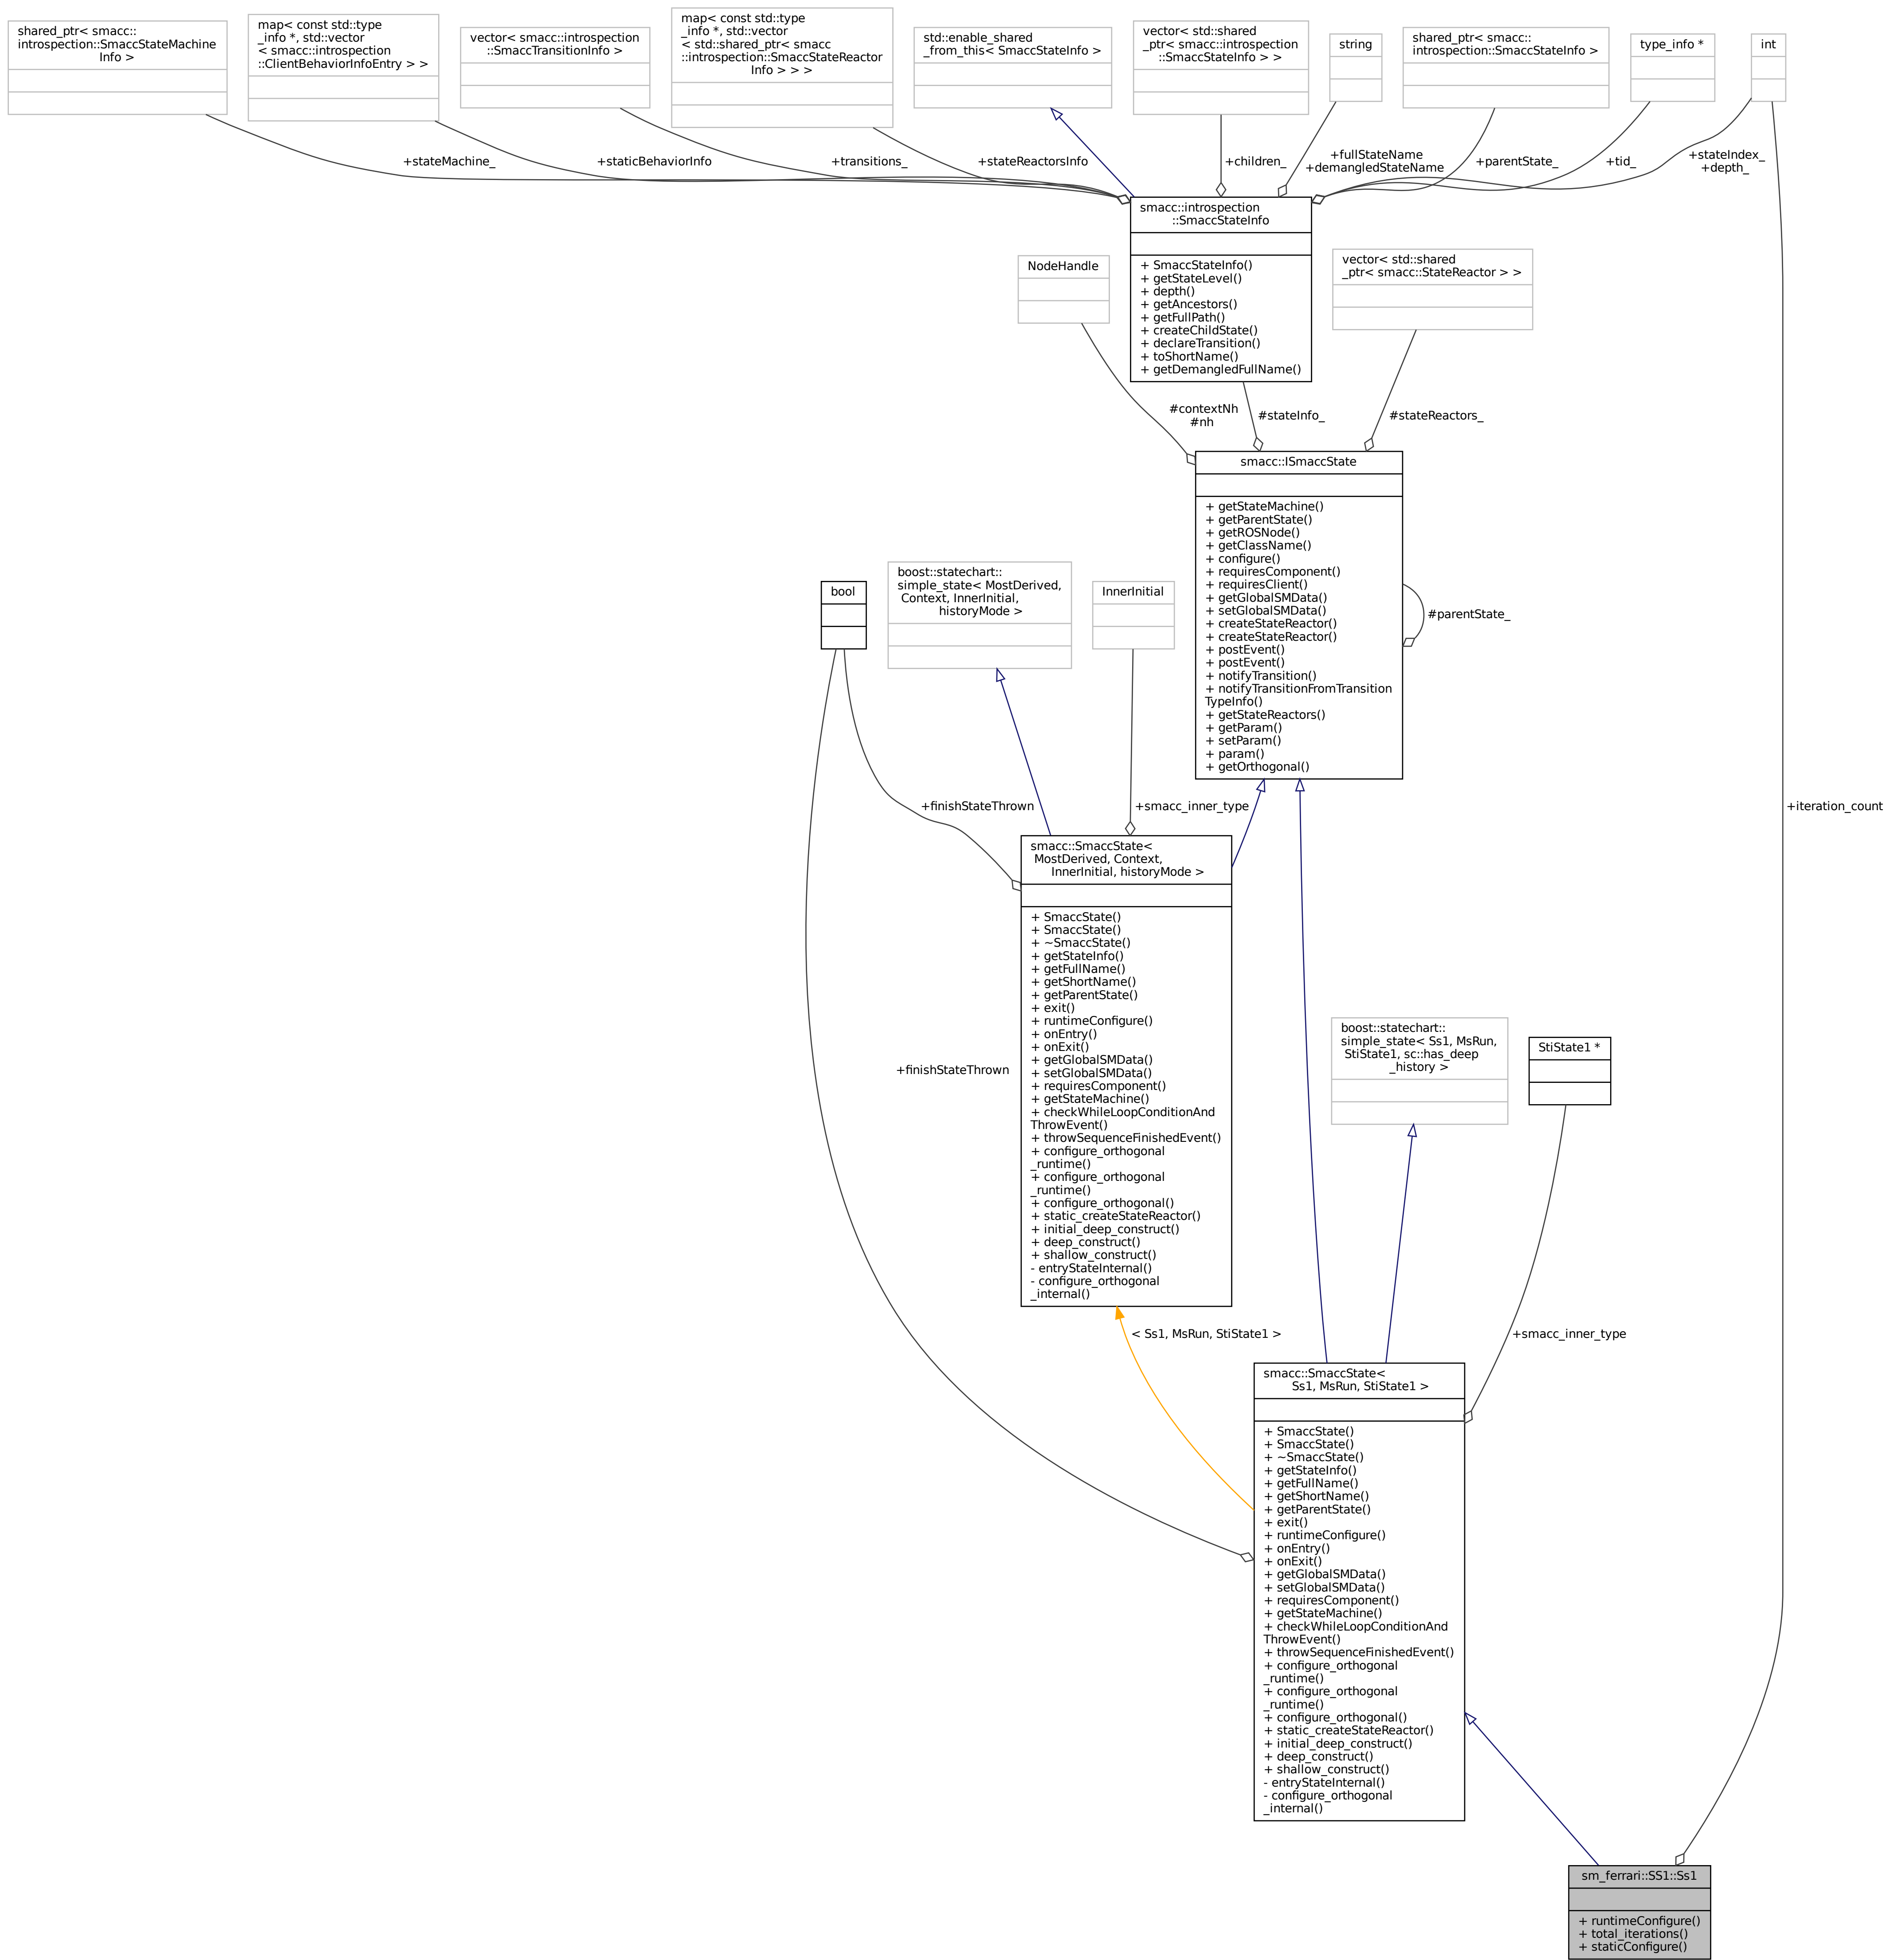 shared_ptr< smacc::
introspection::SmaccStateMachine
Info >
map< const std::type
_info *, std::vector
< smacc::introspection
::ClientBehaviorInfoEntry > >
vector< smacc::introspection
::SmaccTransitionInfo >
map< const std::type
_info *, std::vector
< std::shared_ptr< smacc
::introspection::SmaccStateReactor
Info > > >
std::enable_shared
_from_this< SmaccStateInfo >
vector< std::shared
_ptr< smacc::introspection
::SmaccStateInfo > >
string
shared_ptr< smacc::
introspection::SmaccStateInfo >
type_info *
int
+stateMachine_
+staticBehaviorInfo
+transitions_
+stateReactorsInfo
+children_
+fullStateName
+demangledStateName
+parentState_
+tid_
+stateIndex_
+depth_
smacc::introspection
::SmaccStateInfo
+ SmaccStateInfo()
+ getStateLevel()
+ depth()
+ getAncestors()
+ getFullPath()
+ createChildState()
+ declareTransition()
+ toShortName()
+ getDemangledFullName()
NodeHandle
vector< std::shared
_ptr< smacc::StateReactor > >
#contextNh
#nh
#stateInfo_
#stateReactors_
smacc::ISmaccState
+ getStateMachine()
+ getParentState()
+ getROSNode()
+ getClassName()
+ configure()
+ requiresComponent()
+ requiresClient()
+ getGlobalSMData()
+ setGlobalSMData()
+ createStateReactor()
+ createStateReactor()
+ postEvent()
+ postEvent()
+ notifyTransition()
+ notifyTransitionFromTransition
TypeInfo()
+ getStateReactors()
+ getParam()
+ setParam()
+ param()
+ getOrthogonal()
#parentState_
bool
boost::statechart::
simple_state< MostDerived,
Context, InnerInitial,
historyMode >
InnerInitial
+finishStateThrown
+smacc_inner_type
+iteration_count
smacc::SmaccState<
MostDerived, Context,
InnerInitial, historyMode >
+ SmaccState()
+ SmaccState()
+ ~SmaccState()
+ getStateInfo()
+ getFullName()
+ getShortName()
+ getParentState()
+ exit()
+ runtimeConfigure()
+ onEntry()
+ onExit()
+ getGlobalSMData()
+ setGlobalSMData()
+ requiresComponent()
+ getStateMachine()
+ checkWhileLoopConditionAnd
ThrowEvent()
+ throwSequenceFinishedEvent()
+ configure_orthogonal
_runtime()
+ configure_orthogonal
_runtime()
+ configure_orthogonal()
+ static_createStateReactor()
+ initial_deep_construct()
+ deep_construct()
+ shallow_construct()
- entryStateInternal()
- configure_orthogonal
_internal()
+finishStateThrown
boost::statechart::
simple_state< Ss1, MsRun,
StiState1, sc::has_deep
_history >
StiState1 *
< Ss1, MsRun, StiState1 >
+smacc_inner_type
smacc::SmaccState<
Ss1, MsRun, StiState1 >
+ SmaccState()
+ SmaccState()
+ ~SmaccState()
+ getStateInfo()
+ getFullName()
+ getShortName()
+ getParentState()
+ exit()
+ runtimeConfigure()
+ onEntry()
+ onExit()
+ getGlobalSMData()
+ setGlobalSMData()
+ requiresComponent()
+ getStateMachine()
+ checkWhileLoopConditionAnd
ThrowEvent()
+ throwSequenceFinishedEvent()
+ configure_orthogonal
_runtime()
+ configure_orthogonal
_runtime()
+ configure_orthogonal()
+ static_createStateReactor()
+ initial_deep_construct()
+ deep_construct()
+ shallow_construct()
- entryStateInternal()
- configure_orthogonal
_internal()
sm_ferrari::SS1::Ss1
+ runtimeConfigure()
+ total_iterations()
+ staticConfigure()